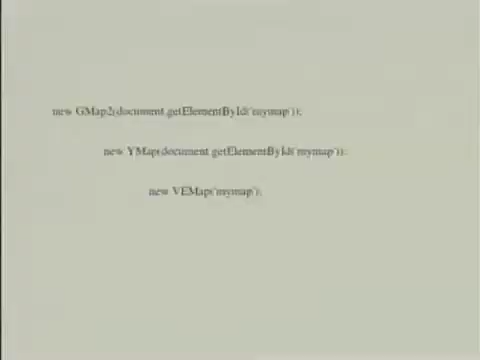 new GMap2(document.getElementById('mymap'));
new YMap(document.getElementById('mymap'));
new VEMap('mymap');